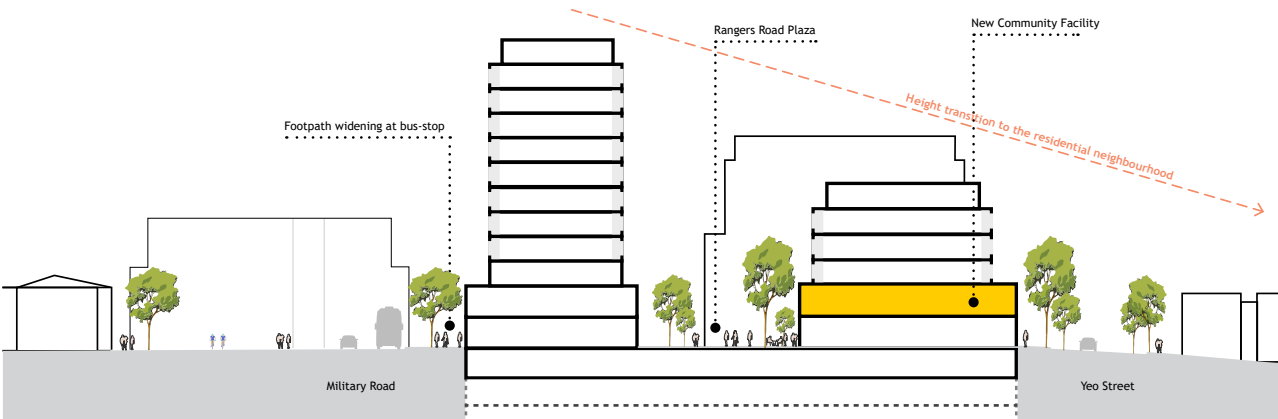 New Community Facility
Rangers Road Plaza
Height transition to the residential neighbourhood
Footpath widening at bus-stop
Military Road
Yeo Street